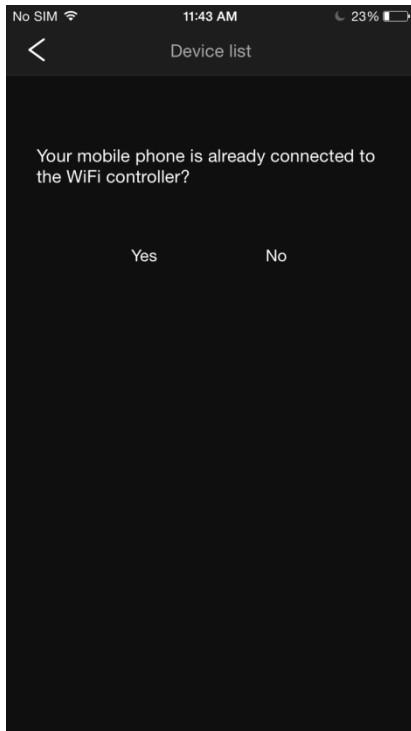 No SIM 11:43 AM 23%
Device list
Your mobile phone is already connected to
the WiFi controller?
Yes No